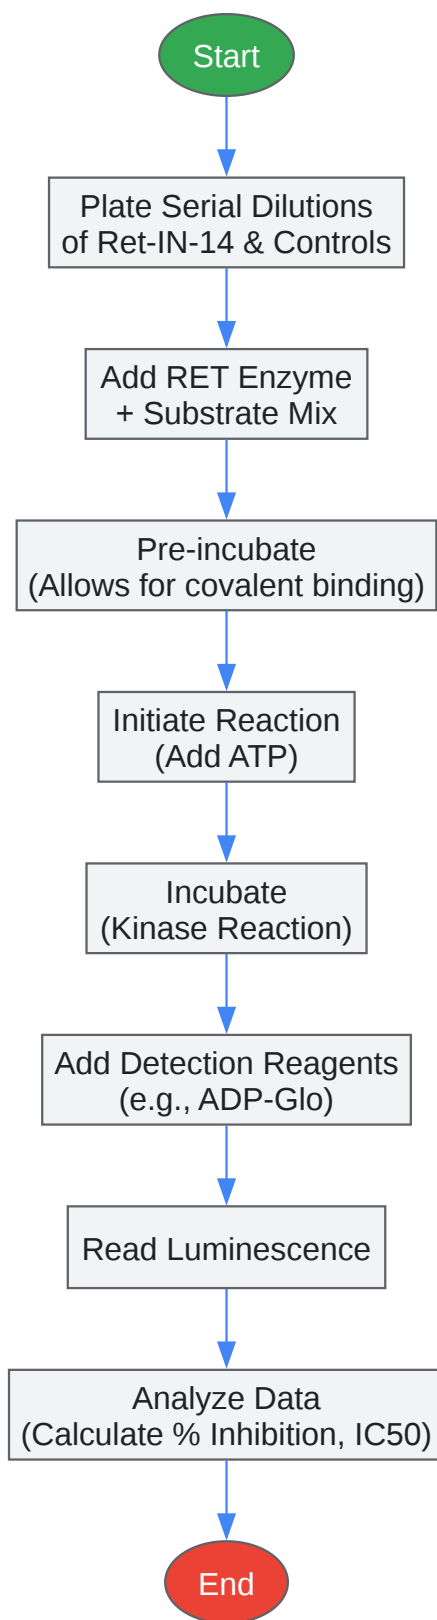 Start
Plate Serial Dilutions
of Ret-IN-14 & Controls
Add RET Enzyme
+ Substrate Mix
Pre-incubate
(Allows for covalent binding)
Initiate Reaction
(Add ATP)
Incubate
(Kinase Reaction)
Add Detection Reagents
(e.g., ADP-Glo)
Read Luminescence
Analyze Data
(Calculate % Inhibition, IC50)
End